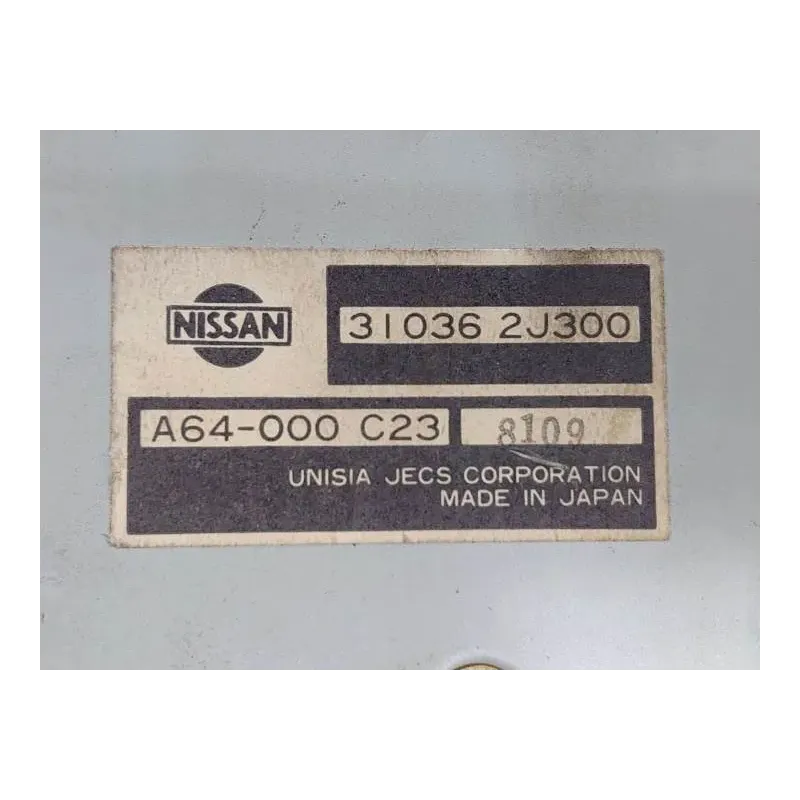 NISSAN
31036 2J300
A64-000 C23
8109
UNISIA JECS CORPORATION
MADE IN JAPAN